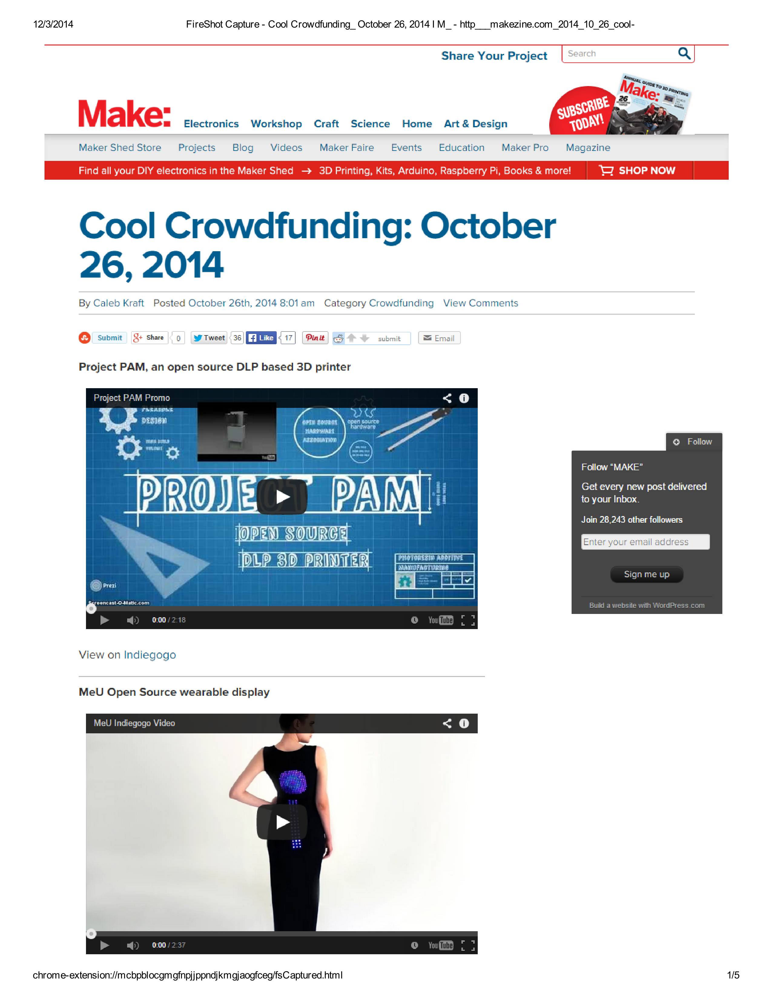 12/3/2014 FireShot Capture - Cool Crowdfunding_ October 26, 2014 I M_ - http___makezine.com_2014_10_26_cool-
Share Your Project Search
ANNUAL GUIDE TO 3D PRINTING
Make:
26
SUBSCRIBE
TODAY!
Make: Electronics Workshop Craft Science Home Art & Design
Maker Shed Store Projects Blog Videos Maker Faire Events Education Maker Pro Magazine
Find all your DIY electronics in the Maker Shed → 3D Printing, Kits, Arduino, Raspberry Pi, Books & more! SHOP NOW
Cool Crowdfunding: October
26, 2014
By Caleb Kraft Posted October 26th, 2014 8:01 am Category Crowdfunding View Comments
Submit Share 0 Tweet 36 Like 17 Pin it submit Email
Project PAM, an open source DLP based 3D printer
Project PAM Promo
FLEXIBLE
DESIGN
OPEN SOURCE
HARDWARE
ASSOCIATION
open source
hardware
YouTube
PROJECT PAM
OPEN SOURCE
DLP 3D PRINTER
PHOTORESIN ADDITIVE
MANUFACTURING
Prezi
Screencast-O-Matic.com
0:00 / 2:18 YouTube
Follow
Follow “MAKE”
Get every new post delivered
to your Inbox.
Join 28,243 other followers
Enter your email address
Sign me up
Build a website with WordPress.com
View on Indiegogo
MeU Open Source wearable display
MeU Indiegogo Video
0:00 / 2:37 YouTube
chrome-extension://mcbpblocgmgfnpjjppndjkmgjaogfceg/fsCaptured.html 1/5